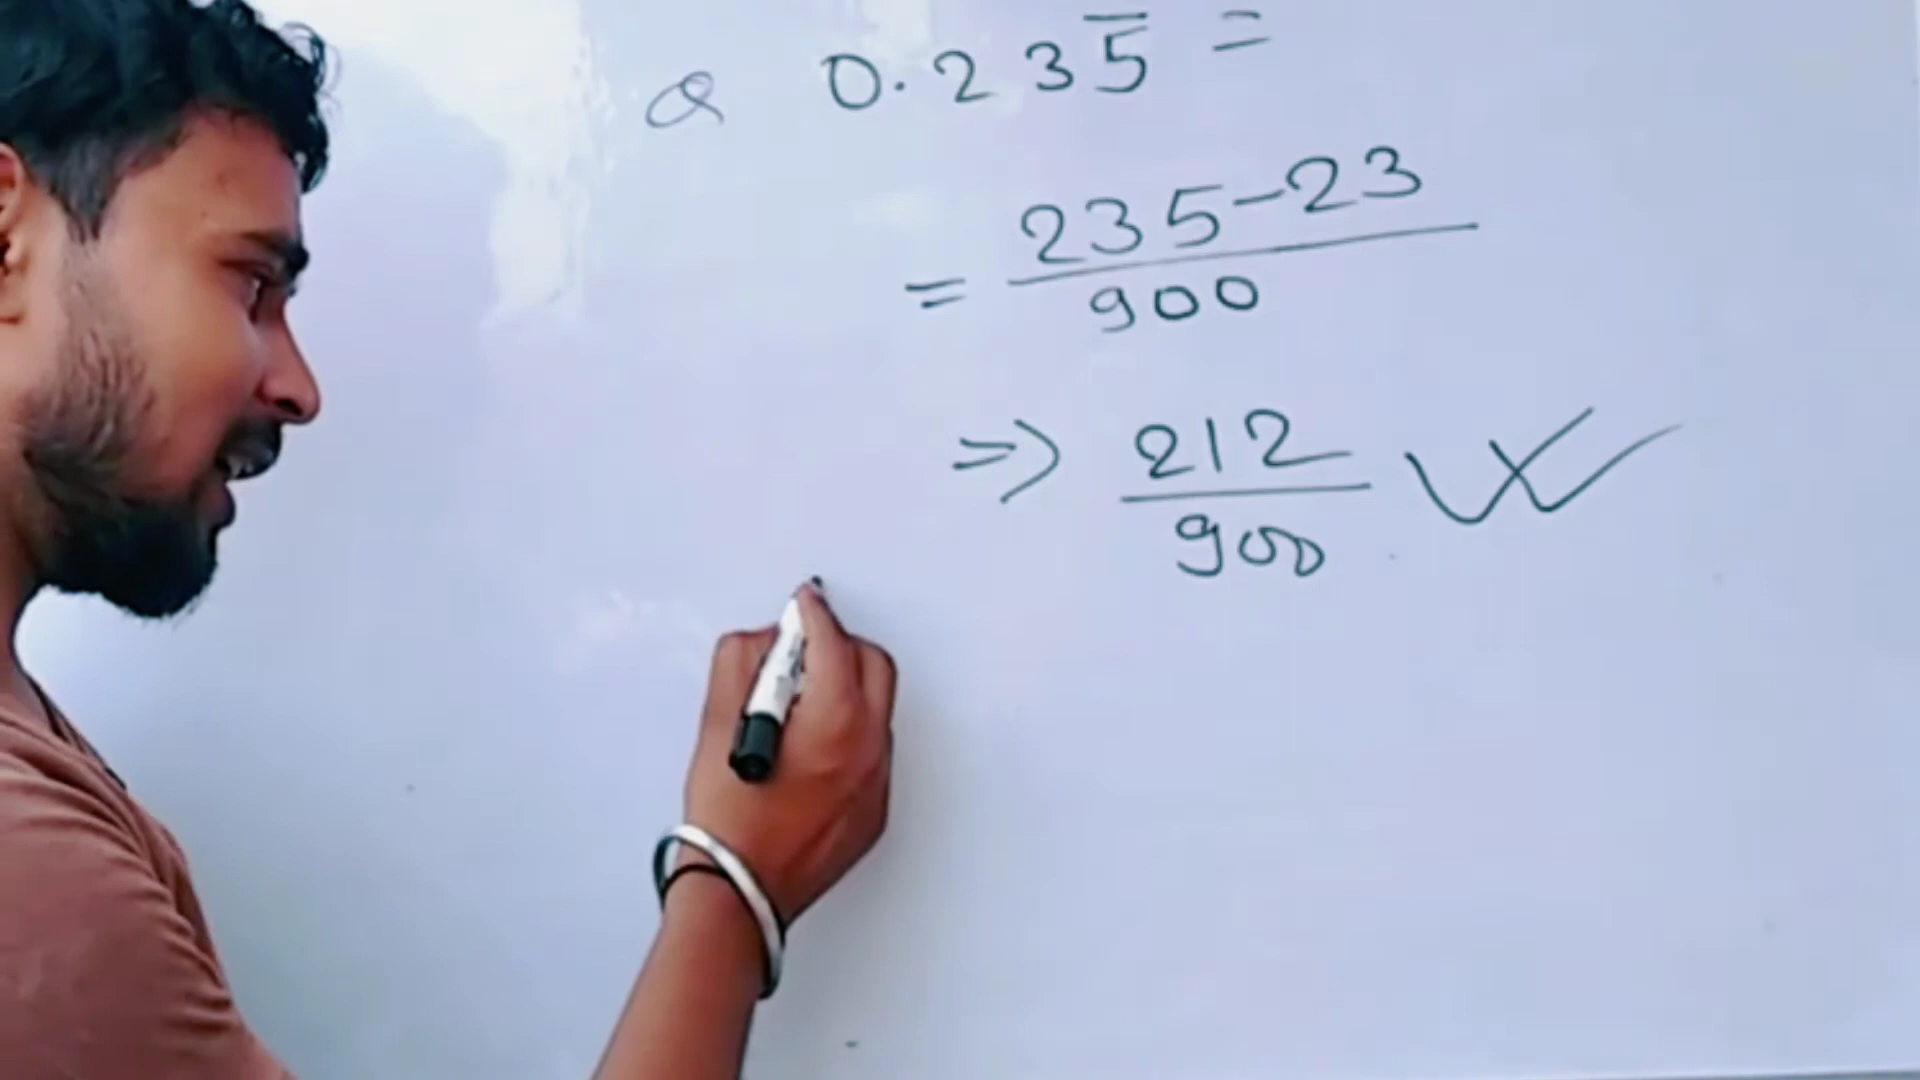 Q 0.235̅ =
= 235-23
900
=> 212
900